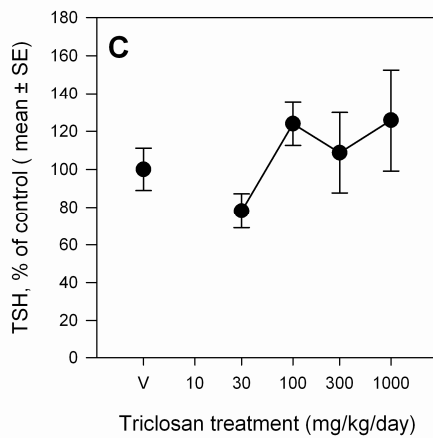 C
TSH, % of control ( mean ± SE)
180
160
140
120
100
80
60
40
20
0
V 10 30 100 300 1000
Triclosan treatment (mg/kg/day)